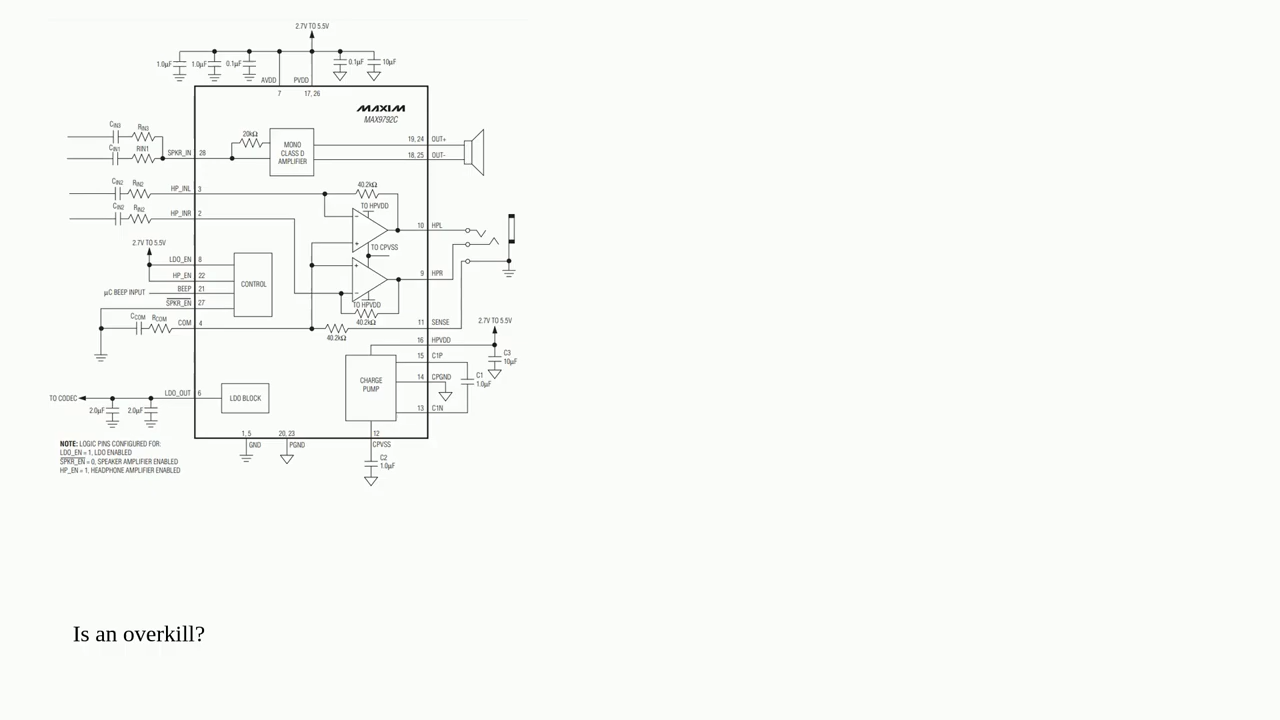 2.7V TO 5.5V
1.0µF 1.0µF 0.1µF 0.1µF 10µF
AVDD PVDD
7 17, 26
MAXIM
MAX9792C
CIN3 RIN3
20kΩ
MONO
CLASS D
AMPLIFIER
19, 24 OUT+
CIN1 RIN1
SPKR_IN 28
18, 25 OUT-
CIN2 RIN2
HP_INL 3
40.2kΩ
TO HPVDD
CIN2 RIN2
HP_INR 2
10 HPL
2.7V TO 5.5V
TO CPVSS
LDO_EN 8
HP_EN 22
9 HPR
CONTROL
µC BEEP INPUT
BEEP 21
SPKR_EN 27
TO HPVDD
40.2kΩ
CCOM RCOM
COM 4
40.2kΩ
11 SENSE
2.7V TO 5.5V
16 HPVDD
15 C1P
C3
10µF
CHARGE
PUMP
14 CPGND
C1
1.0µF
13 C1N
TO CODEC
LDO_OUT 6
LDO BLOCK
2.0µF 2.0µF
1, 5 20, 23 12
GND PGND CPVSS
C2
1.0µF
NOTE: LOGIC PINS CONFIGURED FOR:
LDO_EN = 1, LDO ENABLED
SPKR_EN = 0, SPEAKER AMPLIFIER ENABLED
HP_EN = 1, HEADPHONE AMPLIFIER ENABLED
Is an overkill?